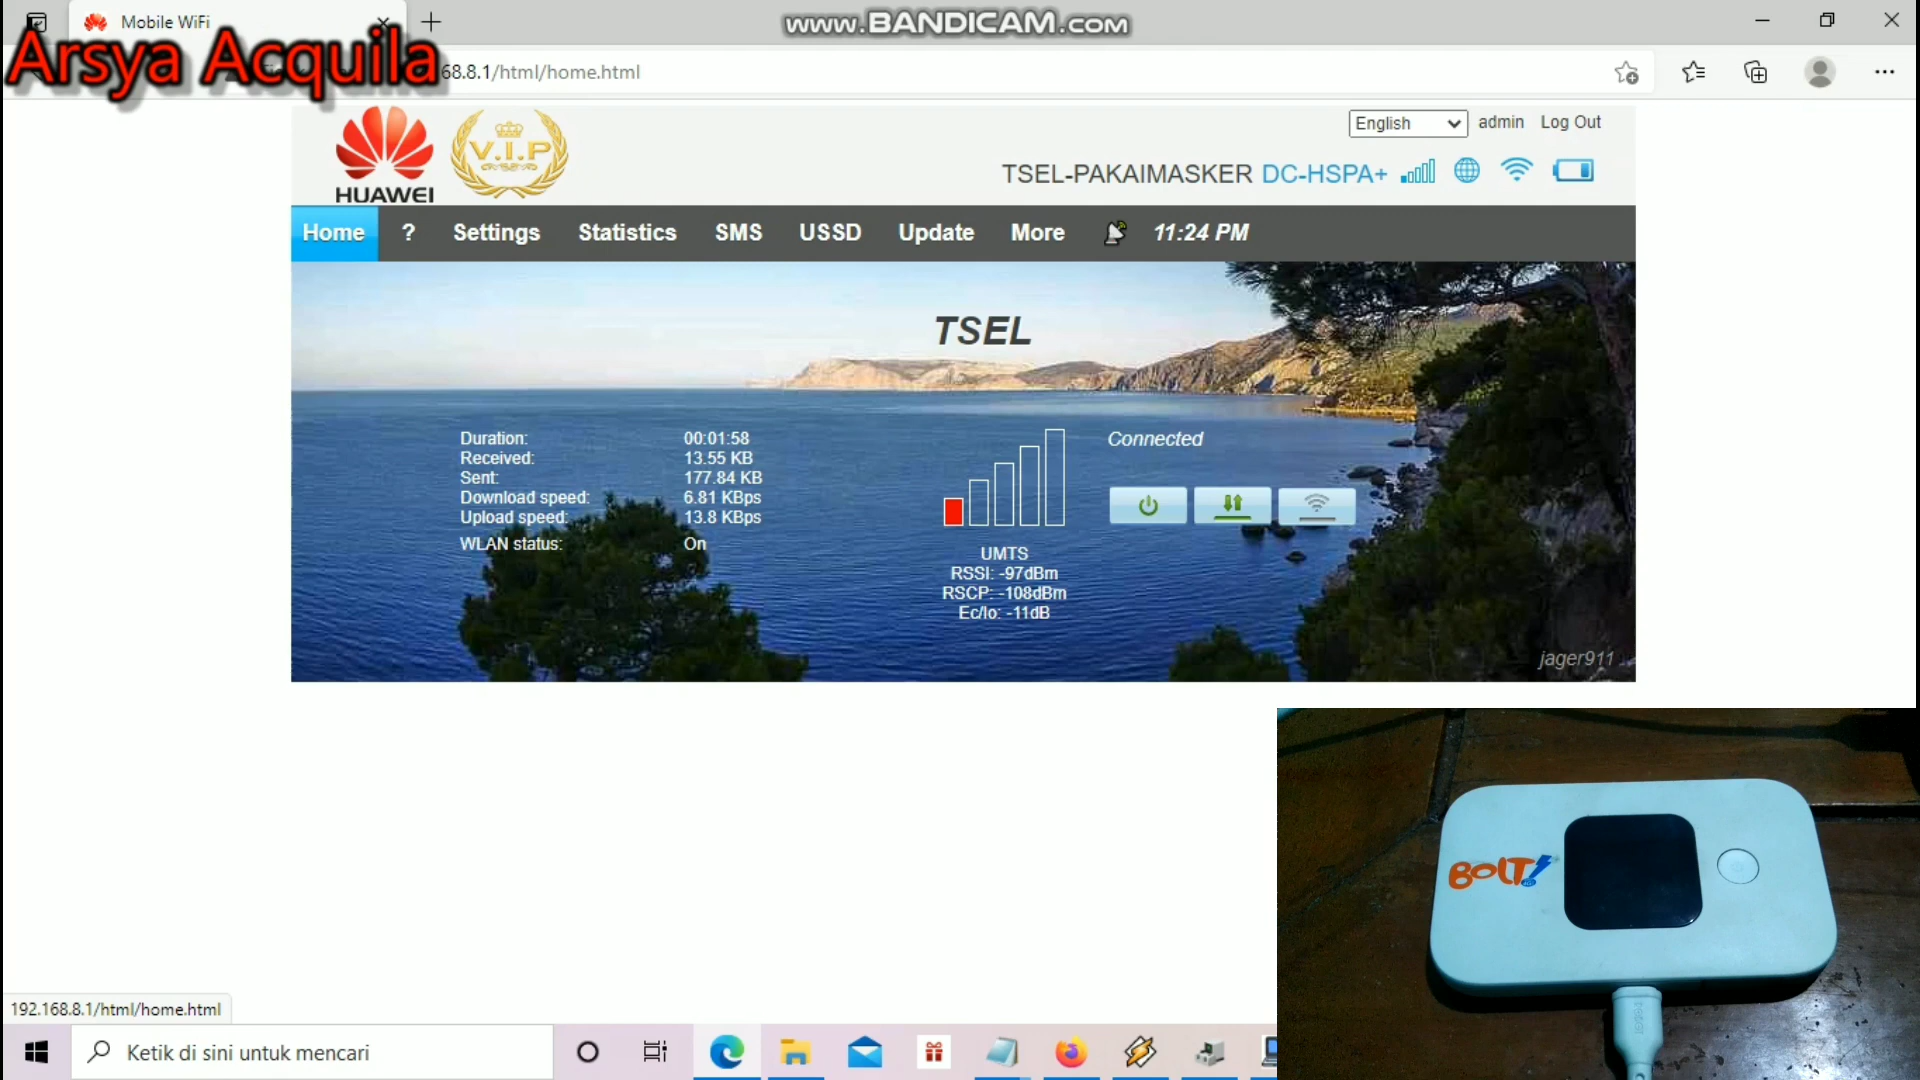 Mobile WiFi
www.BANDICAM.com
Arsya Acquila
68.8.1/html/home.html
HUAWEI
V.I.P
English
admin
Log Out
TSEL-PAKAIMASKER DC-HSPA+
Home
?
Settings
Statistics
SMS
USSD
Update
More
11:24 PM
TSEL
Duration: 00:01:58
Received: 13.55 KB
Sent: 177.84 KB
Download speed: 6.81 KBps
Upload speed: 13.8 KBps
WLAN status: On
Connected
UMTS
RSSI: -97dBm
RSCP: -108dBm
Ec/Io: -11dB
jager911
BOLT!
192.168.8.1/html/home.html
Ketik di sini untuk mencari